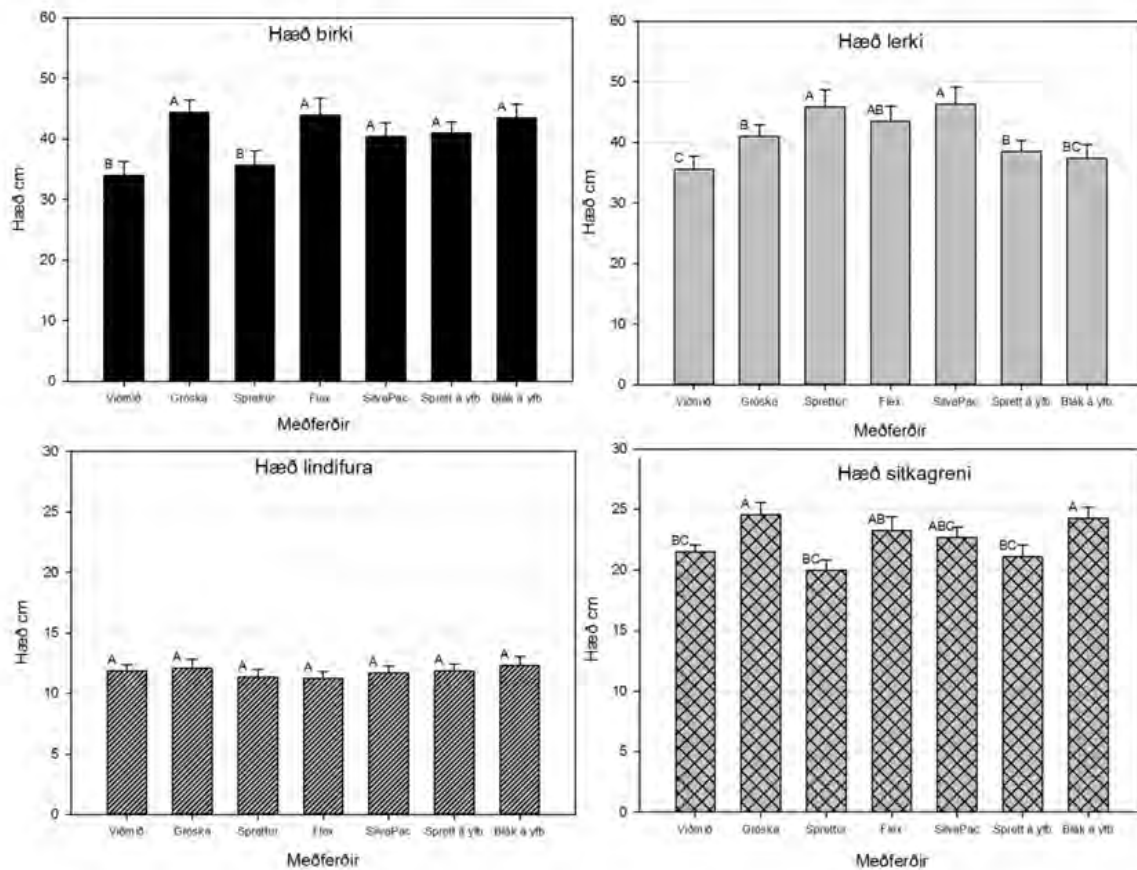 Hæð birki
Hæð cm
60
50
40
30
20
10
0
B
A
B
A
A
A
A
Viðmið Gróska Sprettur Flex SilvaPac Sprett á yfb Blák á yfb
Meðferðir
Hæð lerki
Hæð cm
60
50
40
30
20
10
0
C
B
A
AB
A
B
BC
Viðmið Gróska Sprettur Flex SilvaPac Sprett á yfb Blák á yfb
Meðferðir
Hæð lindifura
Hæð cm
30
25
20
15
10
5
0
A
A
A
A
A
A
A
Viðmið Gróska Sprettur Flex SilvaPac Sprett á yfb Blák á yfb
Meðferðir
Hæð sitkagreni
Hæð cm
30
25
20
15
10
5
0
BC
A
BC
AB
ABC
BC
A
Viðmið Gróska Sprettur Flex SilvaPac Sprett á yfb Blák á yfb
Meðferðir